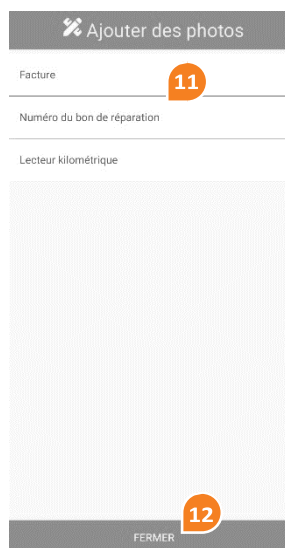 Ajouter des photos
Facture
11
Numéro du bon de réparation
Lecteur kilométrique
12
FERMER